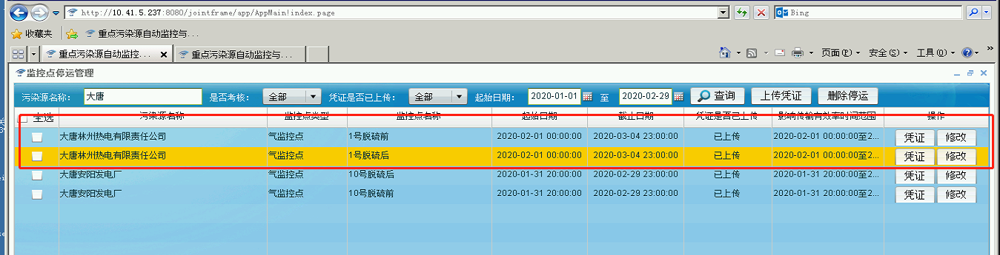 http://10.41.5.237:8080/jointframe/app/AppMain!index.page
Bing
收藏夹
重点污染源自动监控与...
重点污染源自动监控...
重点污染源自动监控与...
页面(P)
安全(S)
工具(O)
»
监控点停运管理
污染源名称:
大唐
是否考核:
全部
凭证是否已上传:
全部
起始日期:
2020-01-01
至
2020-02-29
查询
上传凭证
删除停运
全选 污染源名称 监控点类型 监控点名称 起始日期 截止日期 凭证是否已上传 影响传输有效率时间范围 操作
大唐林州热电有限责任公司 气监控点 1号脱硫前 2020-02-01 00:00:00 2020-03-04 23:00:00 已上传 2020-02-01 00:00:00至2... 凭证 修改
大唐林州热电有限责任公司 气监控点 1号脱硫后 2020-02-01 00:00:00 2020-03-04 23:00:00 已上传 2020-02-01 00:00:00至2... 凭证 修改
大唐安阳发电厂 气监控点 10号脱硫后 2020-01-31 20:00:00 2020-02-29 23:00:00 已上传 2020-01-31 20:00:00至2... 凭证 修改
大唐安阳发电厂 气监控点 10号脱硫前 2020-01-31 20:00:00 2020-02-29 23:00:00 已上传 2020-01-31 20:00:00至2... 凭证 修改